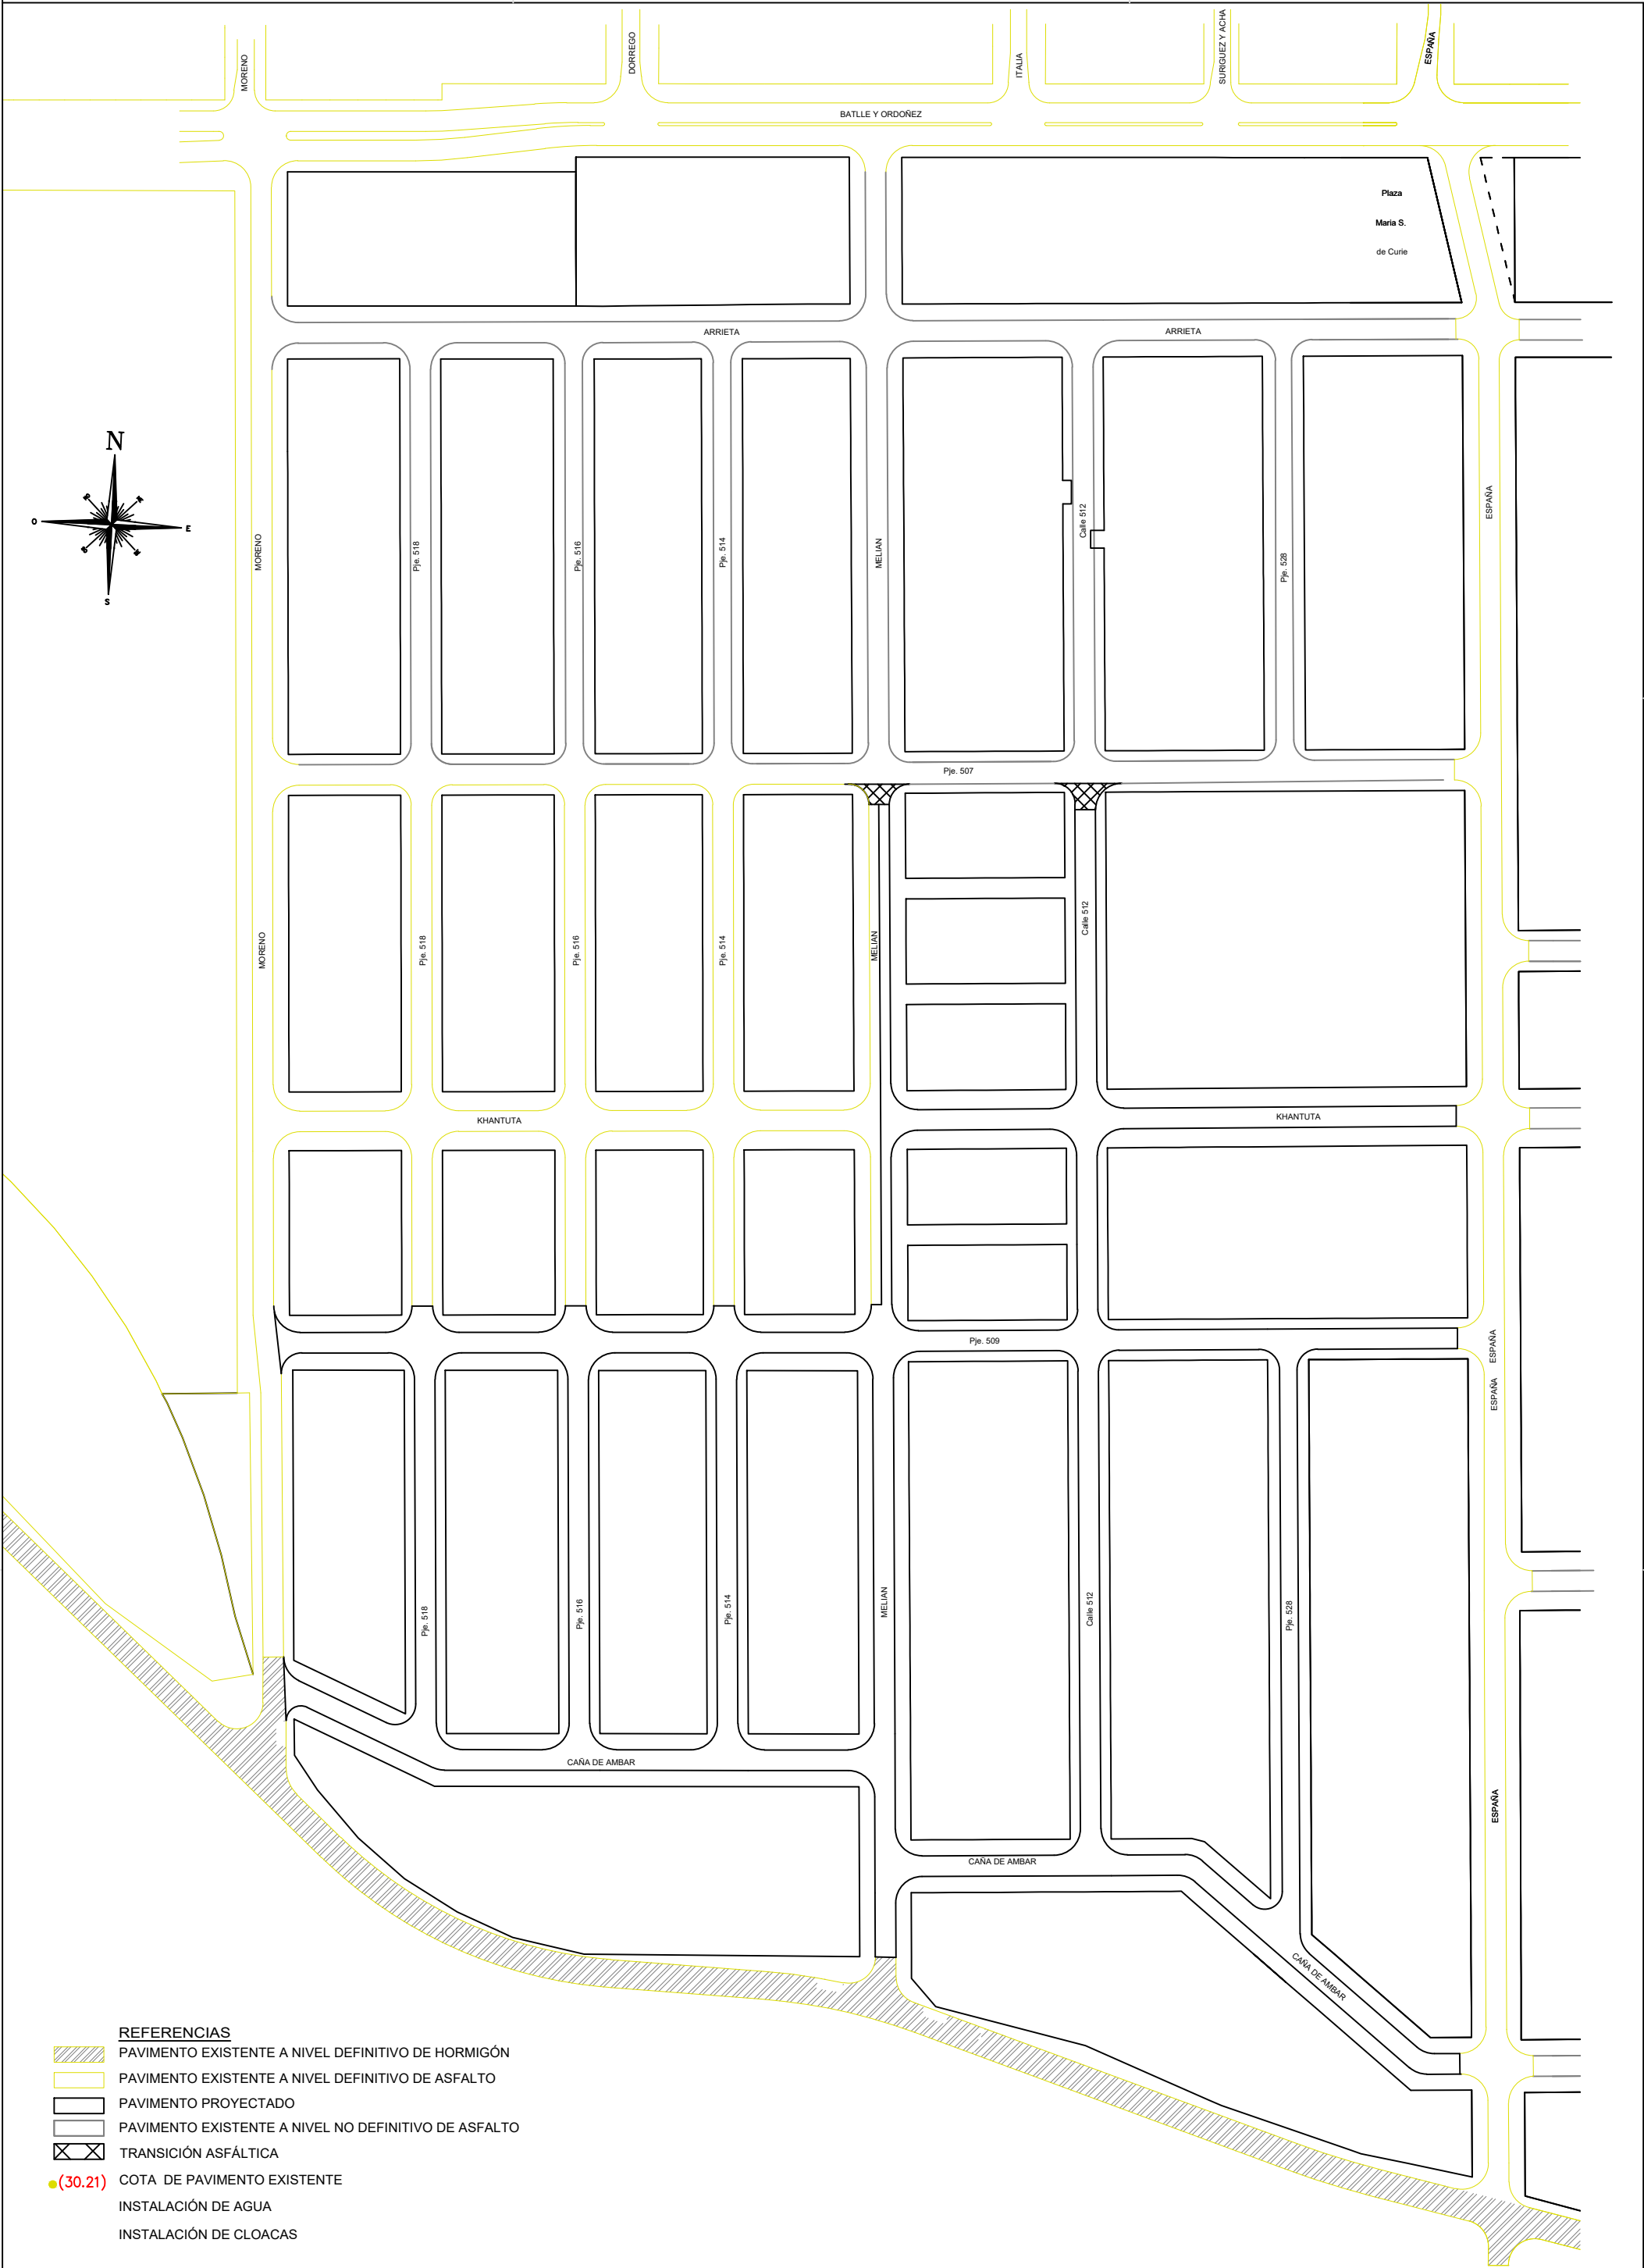 MORENO
DORREGO
ITALIA
SURIGUEZ Y ACHA
ESPAÑA
BATLLE Y ORDOÑEZ
Plaza
Maria S.
de Curie
ARRIETA
ARRIETA
N
O
E
S
MORENO
Pje. 518
Pje. 516
Pje. 514
MELIAN
Calle 512
Pje. 528
ESPAÑA
Pje. 507
MORENO
Pje. 518
Pje. 516
Pje. 514
MELIAN
Calle 512
KHANTUTA
KHANTUTA
Pje. 509
ESPAÑA
ESPAÑA
Pje. 518
Pje. 516
Pje. 514
MELIAN
Calle 512
Pje. 528
CAÑA DE AMBAR
ESPAÑA
CAÑA DE AMBAR
CAÑA DE AMBAR
REFERENCIAS
PAVIMENTO EXISTENTE A NIVEL DEFINITIVO DE HORMIGÓN
PAVIMENTO EXISTENTE A NIVEL DEFINITIVO DE ASFALTO
PAVIMENTO PROYECTADO
PAVIMENTO EXISTENTE A NIVEL NO DEFINITIVO DE ASFALTO
TRANSICIÓN ASFÁLTICA
(30.21) COTA DE PAVIMENTO EXISTENTE
INSTALACIÓN DE AGUA
INSTALACIÓN DE CLOACAS